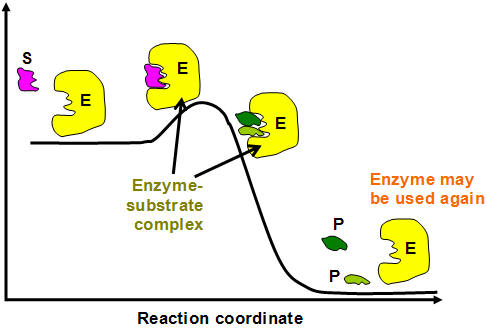 S
E
E
E
Enzyme-
substrate
complex
Enzyme may
be used again
P
P
E
Reaction coordinate